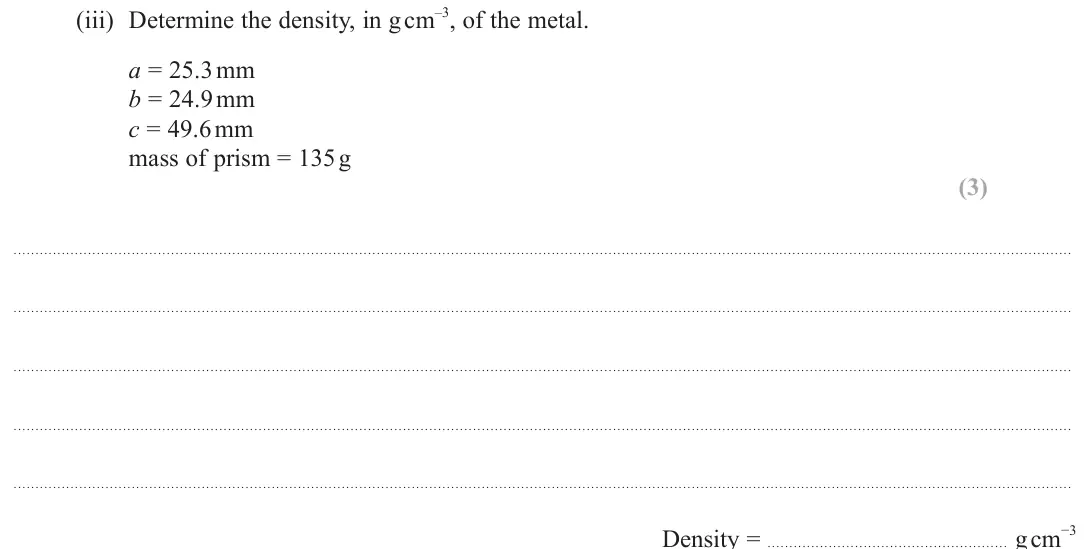 (iii) Determine the density, in g cm⁻³, of the metal.
a = 25.3 mm
b = 24.9 mm
c = 49.6 mm
mass of prism = 135 g
(3)
Density = ........................................................ g cm⁻³